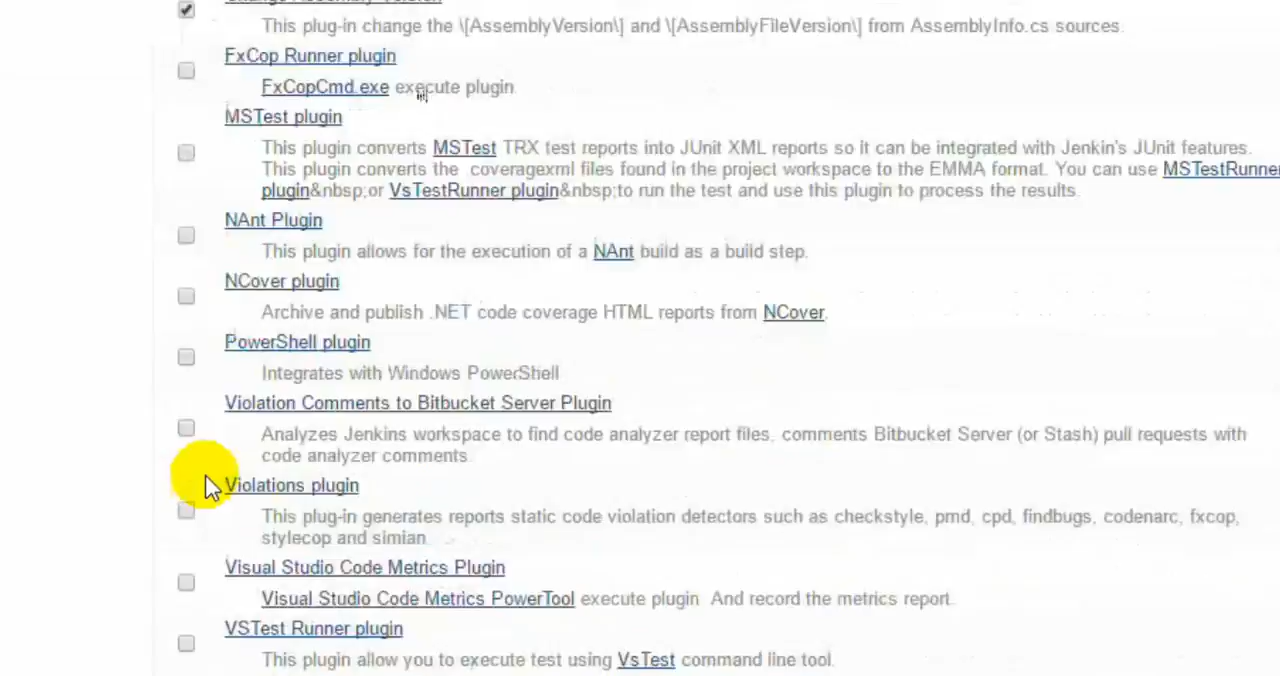 This plug-in change the \[AssemblyVersion\] and \[AssemblyFileVersion\] from AssemblyInfo.cs sources.
FxCop Runner plugin
FxCopCmd.exe execute plugin.
MSTest plugin
This plugin converts MSTest TRX test reports into JUnit XML reports so it can be integrated with Jenkin's JUnit features.
This plugin converts the .coveragexml files found in the project workspace to the EMMA format. You can use MSTestRunner
plugin&nbsp;or VsTestRunner plugin&nbsp;to run the test and use this plugin to process the results.
NAnt Plugin
This plugin allows for the execution of a NAnt build as a build step.
NCover plugin
Archive and publish .NET code coverage HTML reports from NCover.
PowerShell plugin
Integrates with Windows PowerShell
Violation Comments to Bitbucket Server Plugin
Analyzes Jenkins workspace to find code analyzer report files, comments Bitbucket Server (or Stash) pull requests with
code analyzer comments.
Violations plugin
This plug-in generates reports static code violation detectors such as checkstyle, pmd, cpd, findbugs, codenarc, fxcop,
stylecop and simian.
Visual Studio Code Metrics Plugin
Visual Studio Code Metrics PowerTool execute plugin. And record the metrics report.
VSTest Runner plugin
This plugin allow you to execute test using VsTest command line tool.